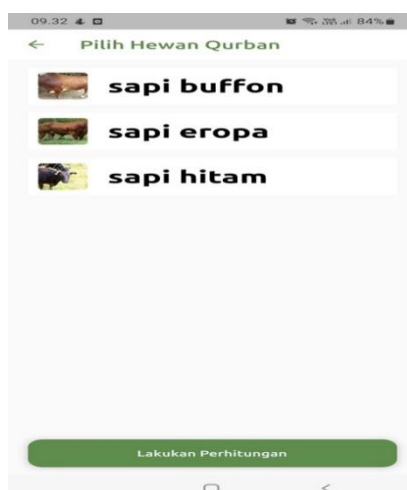 09.32 84%
Pilih Hewan Qurban
sapi buffon
sapi eropa
sapi hitam
Lakukan Perhitungan